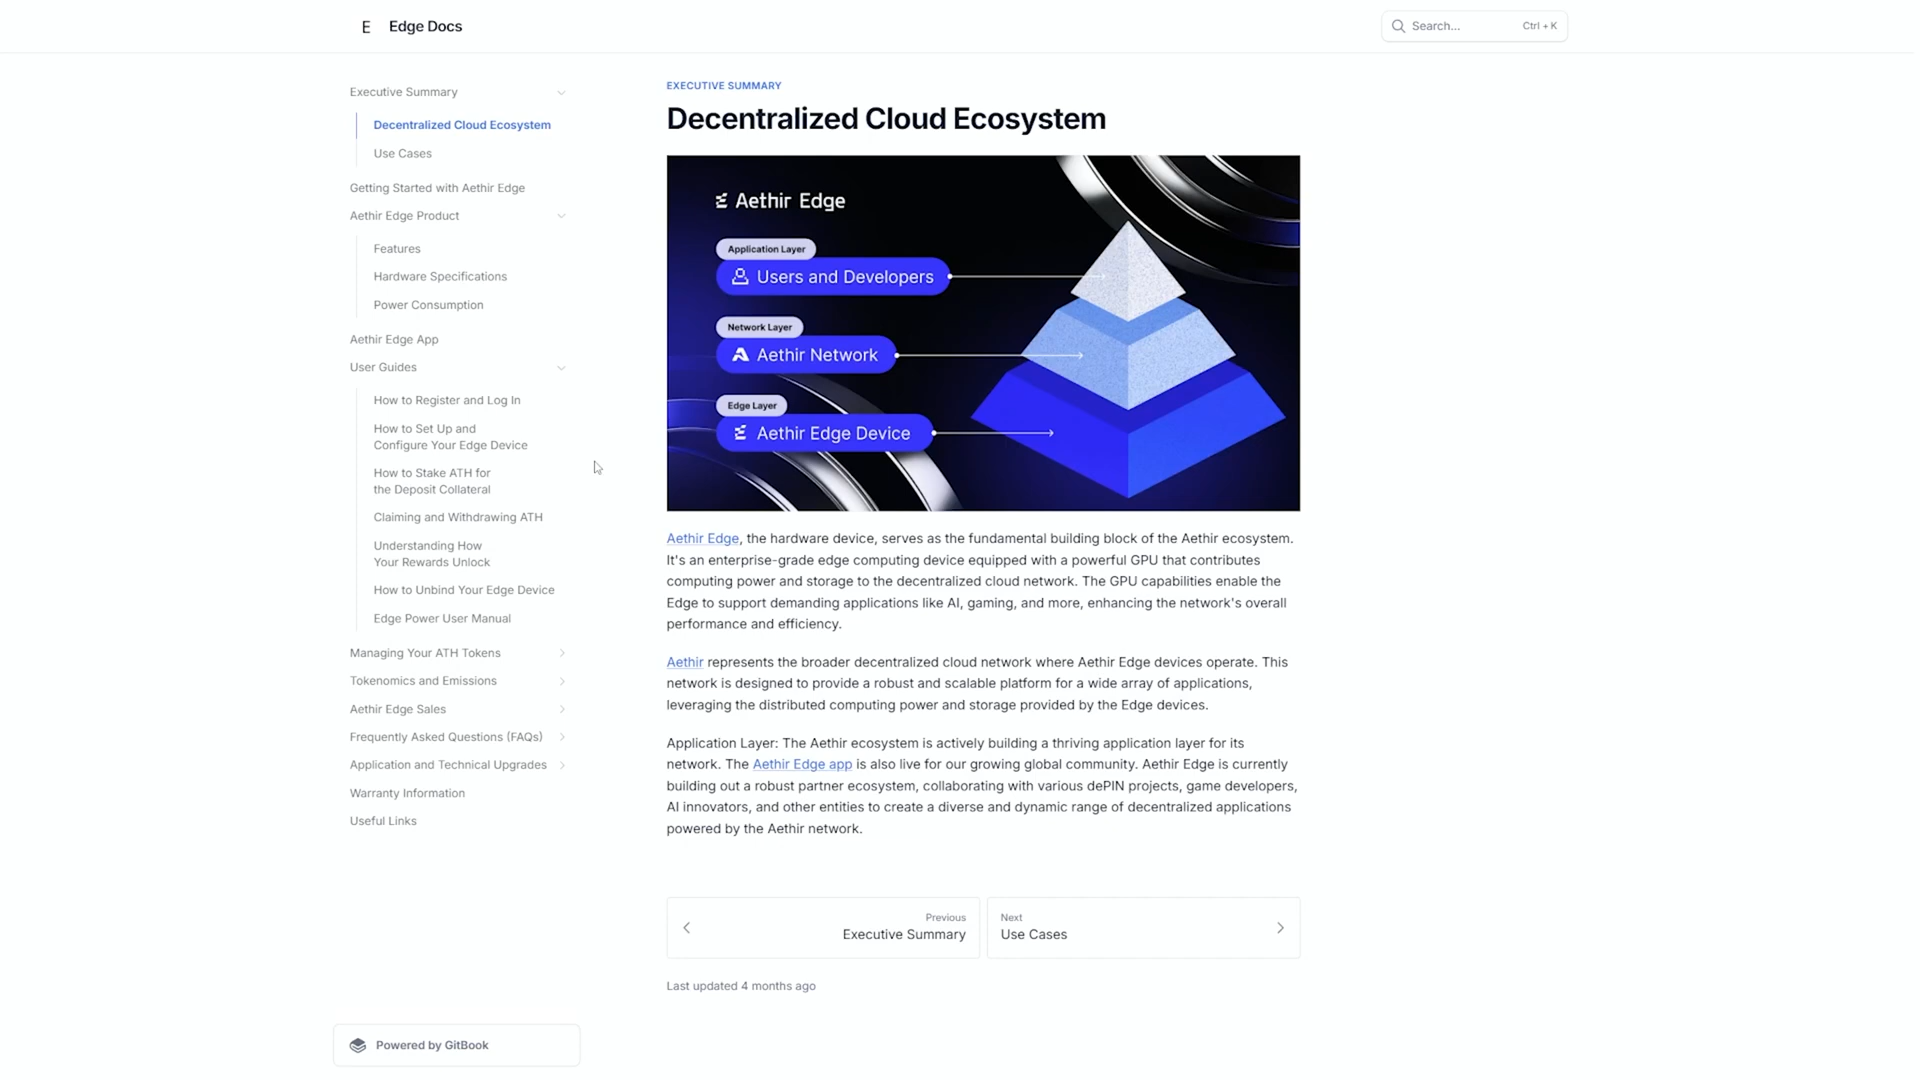 E Edge Docs
Search... Ctrl + K
Executive Summary
Decentralized Cloud Ecosystem
Use Cases
Getting Started with Aethir Edge
Aethir Edge Product
Features
Hardware Specifications
Power Consumption
Aethir Edge App
User Guides
How to Register and Log In
How to Set Up and
Configure Your Edge Device
How to Stake ATH for
the Deposit Collateral
Claiming and Withdrawing ATH
Understanding How
Your Rewards Unlock
How to Unbind Your Edge Device
Edge Power User Manual
Managing Your ATH Tokens
Tokenomics and Emissions
Aethir Edge Sales
Frequently Asked Questions (FAQs)
Application and Technical Upgrades
Warranty Information
Useful Links
Powered by GitBook
EXECUTIVE SUMMARY
Decentralized Cloud Ecosystem
Aethir Edge
Application Layer
Users and Developers
Network Layer
Aethir Network
Edge Layer
Aethir Edge Device
Aethir Edge, the hardware device, serves as the fundamental building block of the Aethir ecosystem.
It's an enterprise-grade edge computing device equipped with a powerful GPU that contributes
computing power and storage to the decentralized cloud network. The GPU capabilities enable the
Edge to support demanding applications like AI, gaming, and more, enhancing the network's overall
performance and efficiency.
Aethir represents the broader decentralized cloud network where Aethir Edge devices operate. This
network is designed to provide a robust and scalable platform for a wide array of applications,
leveraging the distributed computing power and storage provided by the Edge devices.
Application Layer: The Aethir ecosystem is actively building a thriving application layer for its
network. The Aethir Edge app is also live for our growing global community. Aethir Edge is currently
building out a robust partner ecosystem, collaborating with various dePIN projects, game developers,
AI innovators, and other entities to create a diverse and dynamic range of decentralized applications
powered by the Aethir network.
Previous
Executive Summary
Next
Use Cases
Last updated 4 months ago